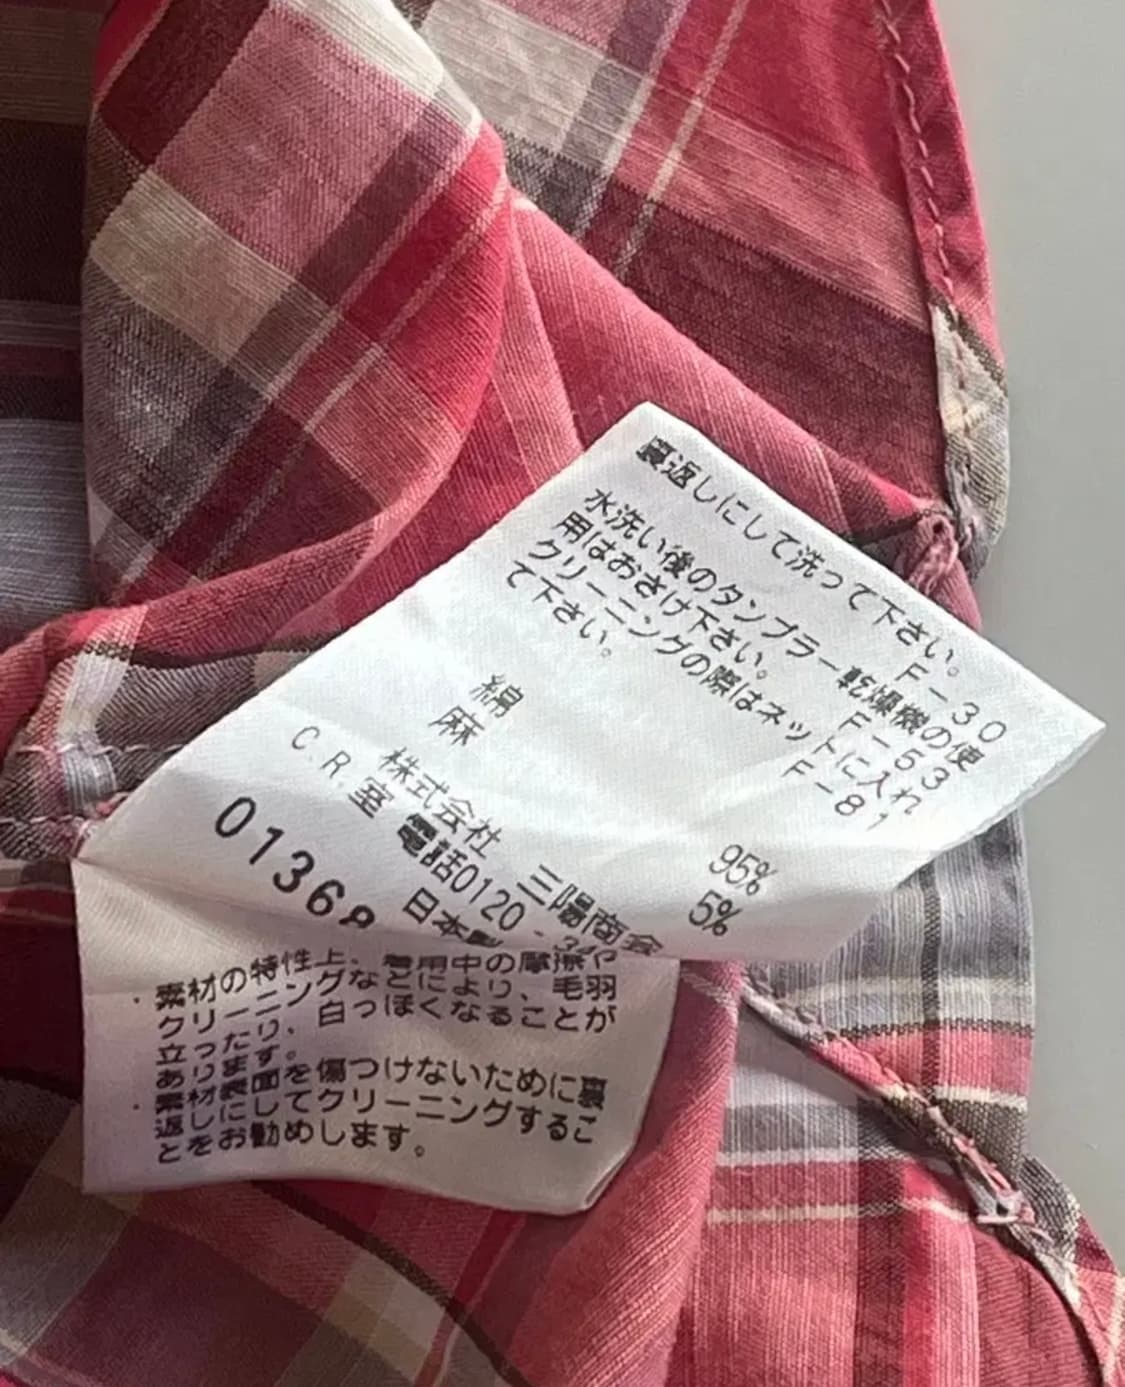 裏返しにして洗って下さい。
F-30
水洗い後のタンブラー乾燥機の使
用はおさけ下さい。 F-53
クリーニングの際はネットに入れ
て下さい。 F-81
綿 95%
麻 5%
株式会社 三陽商会
C.R.室 電話0120-34
日本製
01368
・素材の特性上、着用中の摩擦や
クリーニングなどにより、毛羽
立ったり、白っぽくなることが
あります。
・素材表面を傷つけないために裏
返しにしてクリーニングするこ
とをお勧めします。